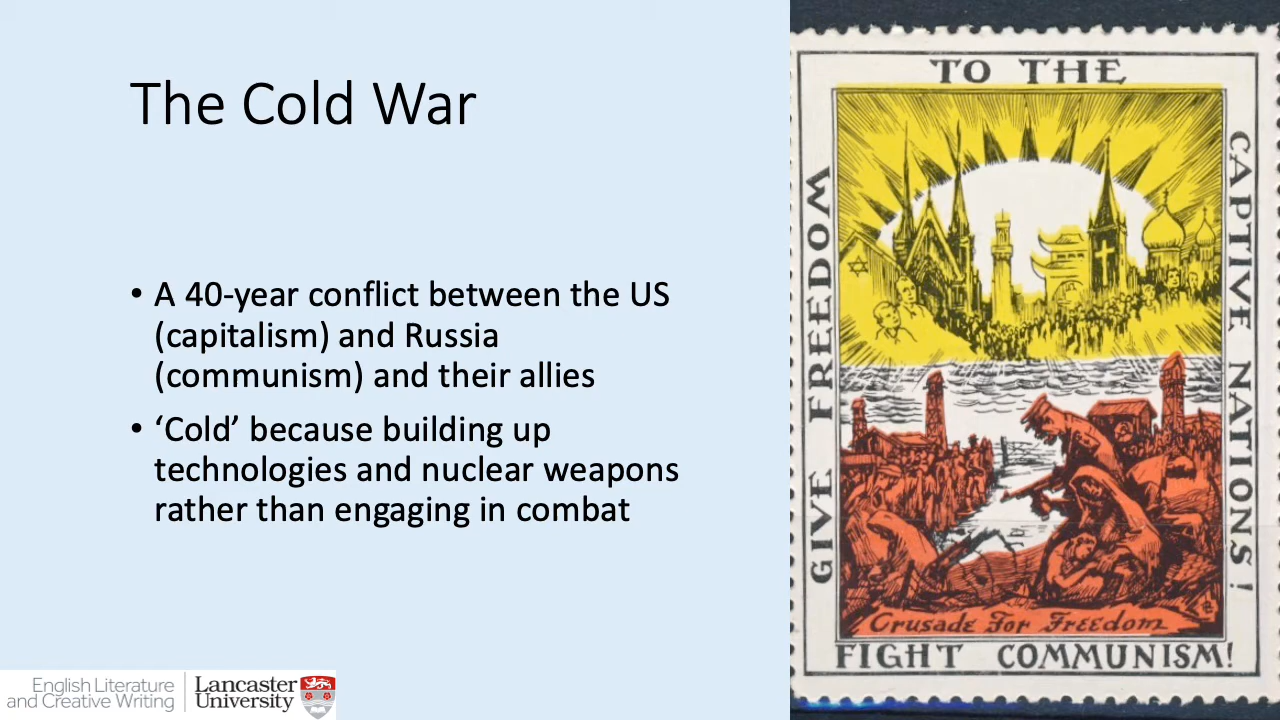 The Cold War
• A 40-year conflict between the US
(capitalism) and Russia
(communism) and their allies
• ‘Cold’ because building up
technologies and nuclear weapons
rather than engaging in combat
English Literature
and Creative Writing
Lancaster
University
GIVE FREEDOM
TO THE
CAPTIVE NATIONS!
Crusade For Freedom
FIGHT COMMUNISM!